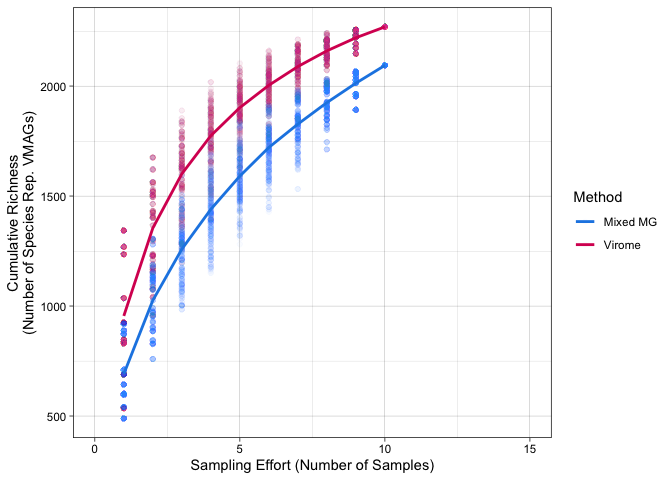 Cumulative Richness
(Number of Species Rep. VMAGs)
2000
1500
1000
500
0
5
10
15
Sampling Effort (Number of Samples)
Method
Mixed MG
Virome